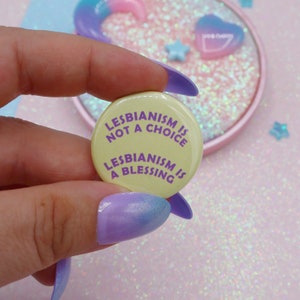 LESBIANISM IS
NOT A CHOICE
LESBIANISM IS
A BLESSING